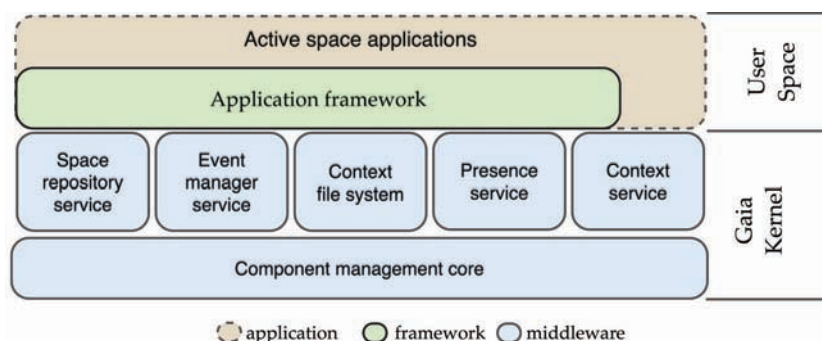 Active space applications
Application framework
User
Space
Space
repository
service
Event
manager
service
Context
file system
Presence
service
Context
service
Gaia
Kernel
Component management core
application
framework
middleware